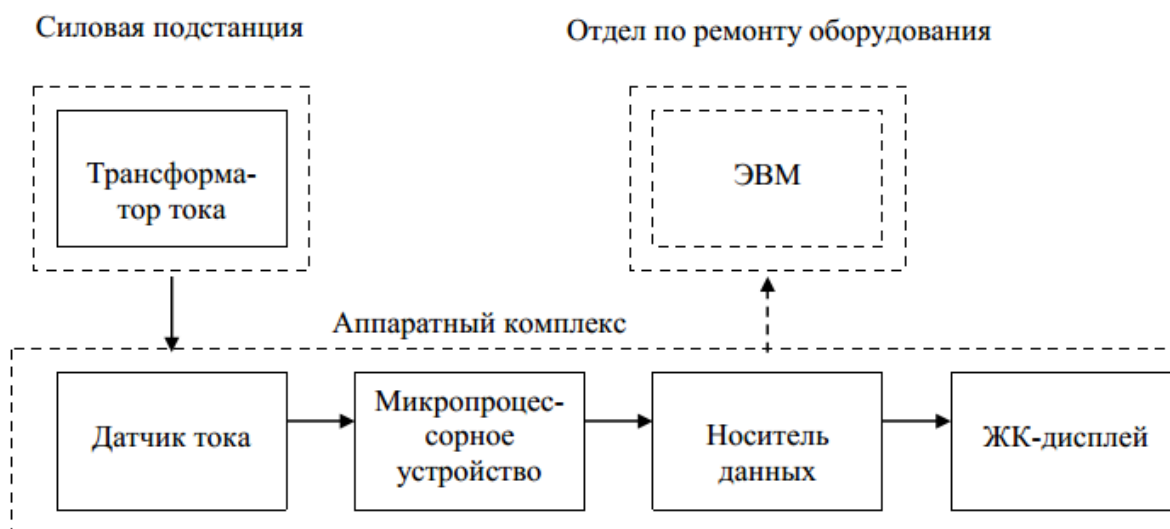 Силовая подстанция
Отдел по ремонту оборудования
Трансформа-
тор тока
ЭВМ
Аппаратный комплекс
Датчик тока
Микропроцес-
сорное
устройство
Носитель
данных
ЖК-дисплей